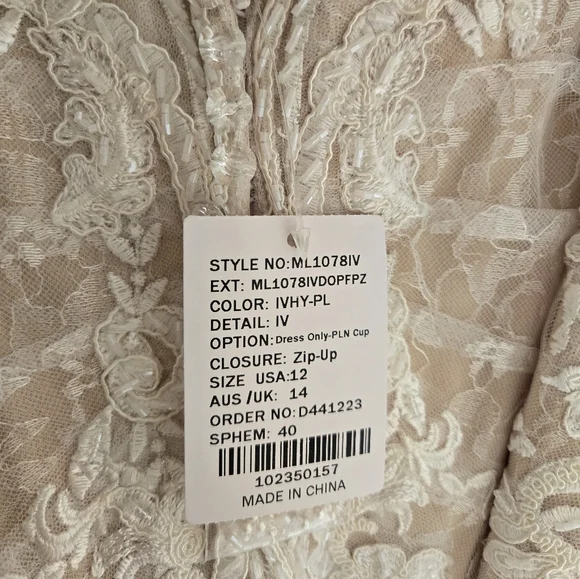 STYLE NO:ML1078IV
EXT: ML1078IVDOPFPZ
COLOR: IVHY-PL
DETAIL: IV
OPTION:Dress Only-PLN Cup
CLOSURE: Zip-Up
SIZE USA:12
AUS /UK: 14
ORDER NO:D441223
SPHEM: 40
102350157
MADE IN CHINA